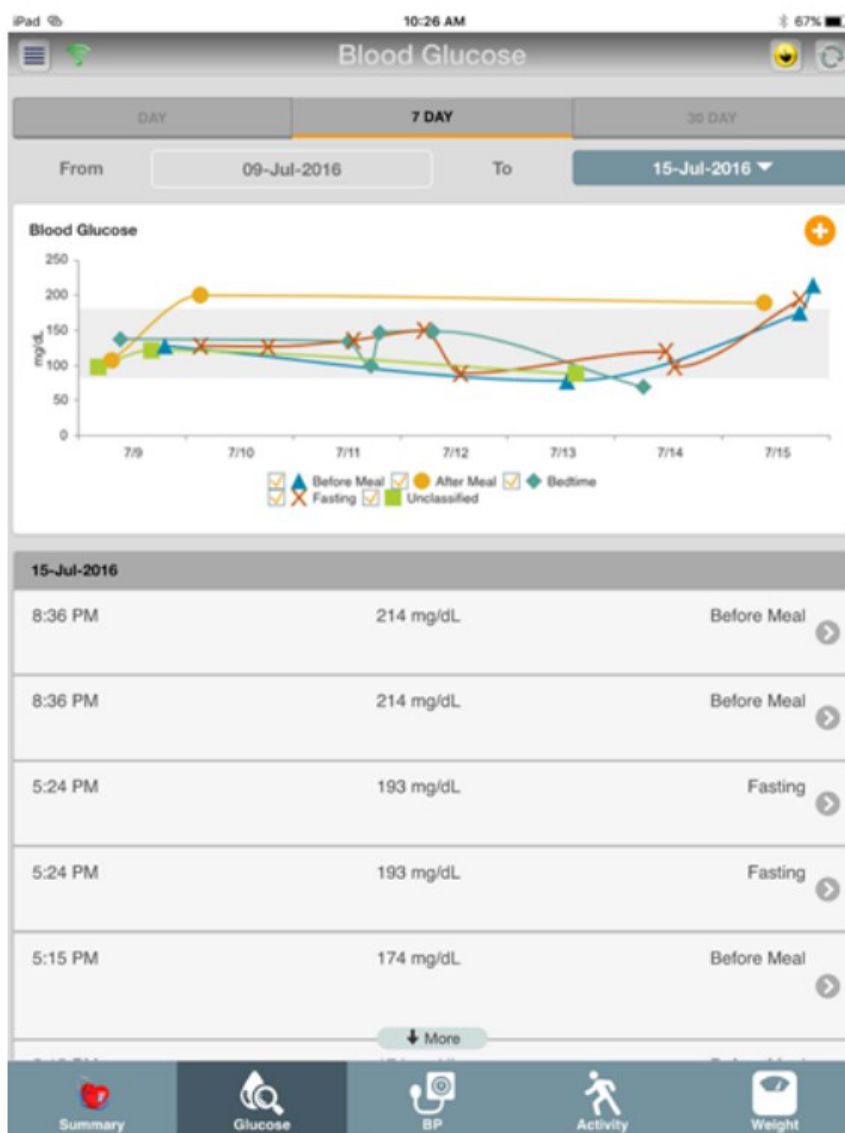 iPad 10:26 AM 67%
Blood Glucose
DAY 7 DAY 30 DAY
From 09-Jul-2016 To 15-Jul-2016
Blood Glucose
250
200
150
100
50
0
mg/dL
7/9 7/10 7/11 7/12 7/13 7/14 7/15
Before Meal After Meal Bedtime
Fasting Unclassified
15-Jul-2016
8:36 PM 214 mg/dL Before Meal
8:36 PM 214 mg/dL Before Meal
5:24 PM 193 mg/dL Fasting
5:24 PM 193 mg/dL Fasting
5:15 PM 174 mg/dL Before Meal
More
Summary Glucose BP Activity Weight